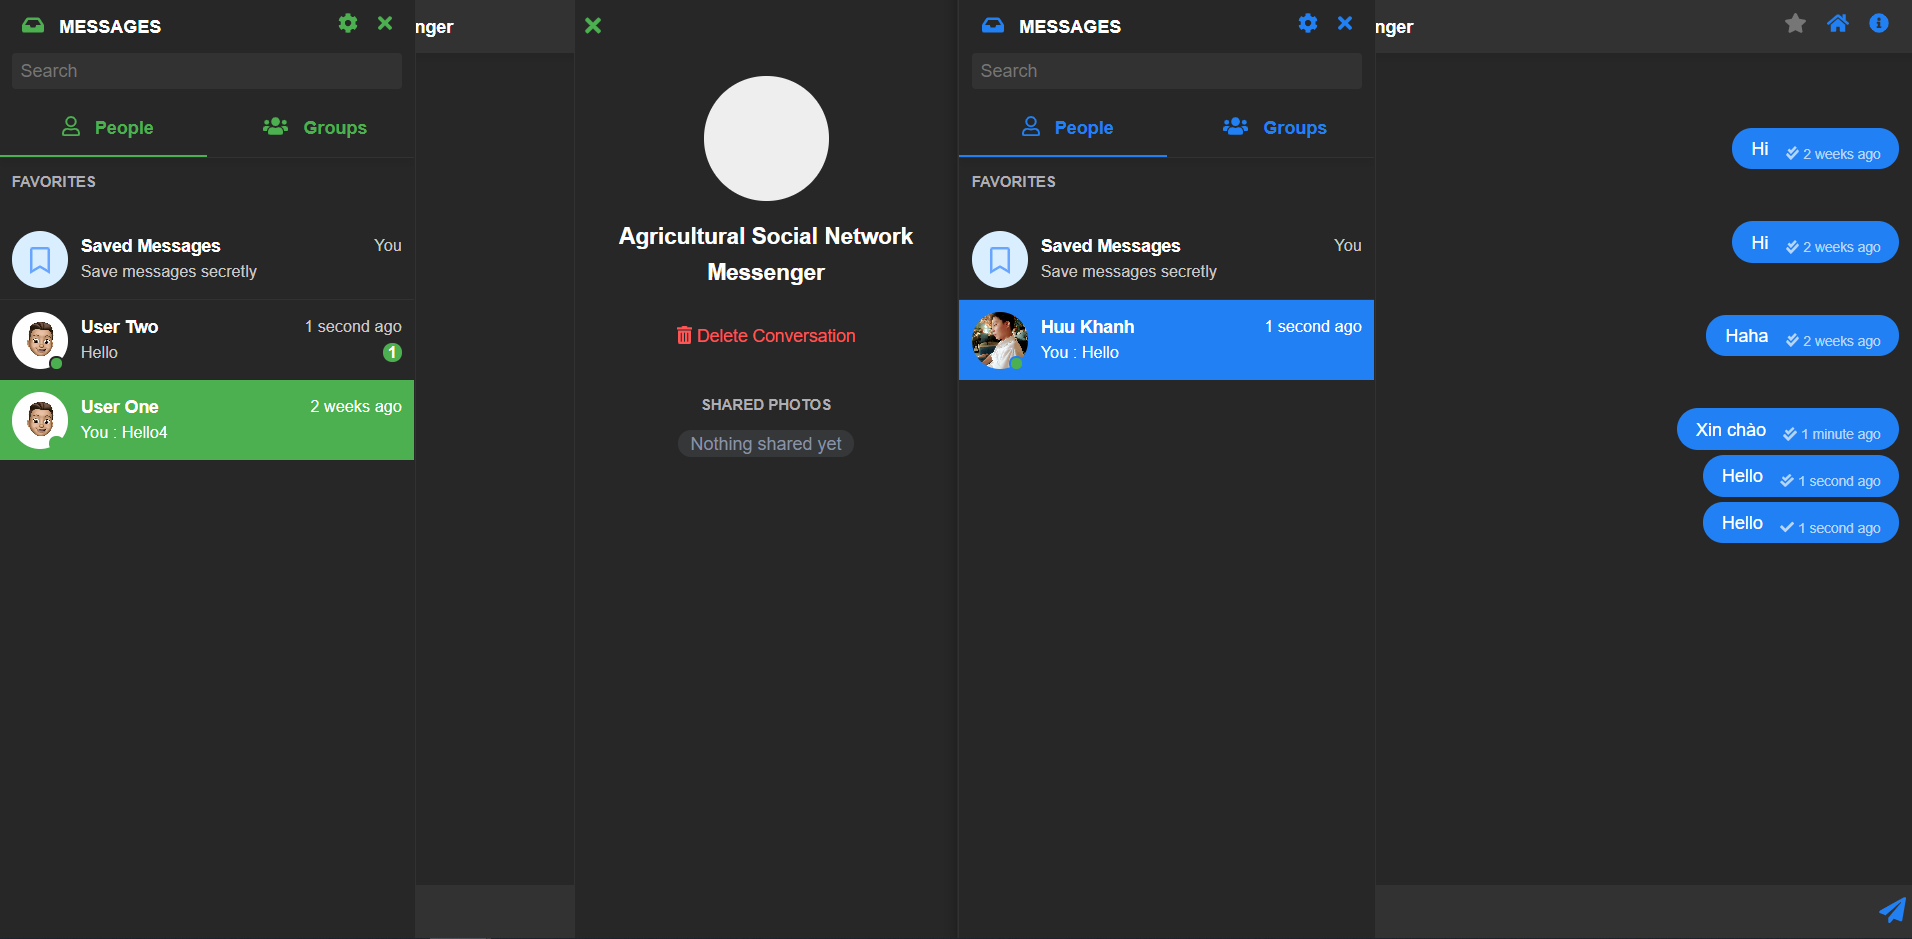 MESSAGES
Search
People
Groups
FAVORITES
Saved Messages
You
Save messages secretly
User Two
1 second ago
Hello
1
User One
2 weeks ago
You : Hello4
nger
Agricultural Social Network
Messenger
Delete Conversation
SHARED PHOTOS
Nothing shared yet
MESSAGES
Search
People
Groups
FAVORITES
Saved Messages
You
Save messages secretly
Huu Khanh
1 second ago
You : Hello
nger
Hi 2 weeks ago
Hi 2 weeks ago
Haha 2 weeks ago
Xin chào 1 minute ago
Hello 1 second ago
Hello 1 second ago